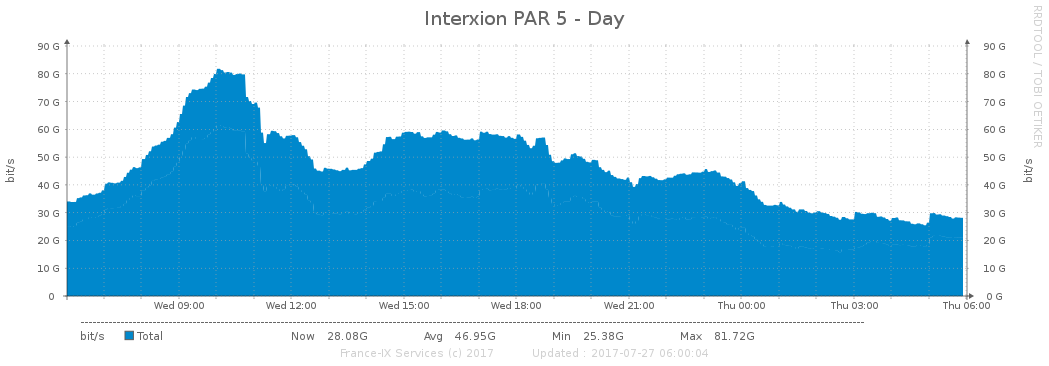 Interxion PAR 5 - Day
RRDTOOL / TOBI OETIKER
90 G 90 G
80 G 80 G
70 G 70 G
60 G 60 G
50 G 50 G
40 G 40 G
30 G 30 G
20 G 20 G
10 G 10 G
0 0 G
bit/s bit/s
Wed 09:00 Wed 12:00 Wed 15:00 Wed 18:00 Wed 21:00 Thu 00:00 Thu 03:00 Thu 06:00
bit/s Total Now 28.08G Avg 46.95G Min 25.38G Max 81.72G
France-IX Services (c) 2017 Updated : 2017-07-27 06:00:04